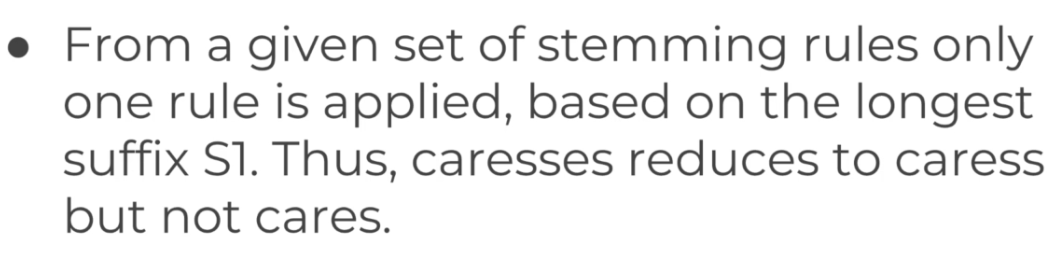 ● From a given set of stemming rules only
one rule is applied, based on the longest
suffix S1. Thus, caresses reduces to caress
but not cares.